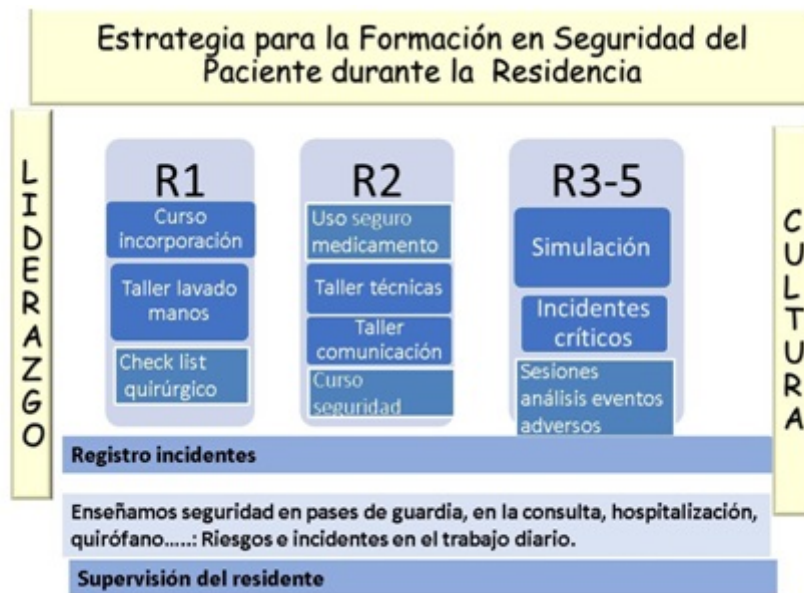 Estrategia para la Formación en Seguridad del
Paciente durante la Residencia
LIDERAZGO
R1
Curso
incorporación
Taller lavado
manos
Check list
quirúrgico
R2
Uso seguro
medicamento
Taller técnicas
Taller
comunicación
Curso
seguridad
R3-5
Simulación
Incidentes
críticos
Sesiones
análisis eventos
adversos
CULTURA
Registro incidentes
Enseñamos seguridad en pases de guardia, en la consulta, hospitalización,
quirófano.....: Riesgos e incidentes en el trabajo diario.
Supervisión del residente